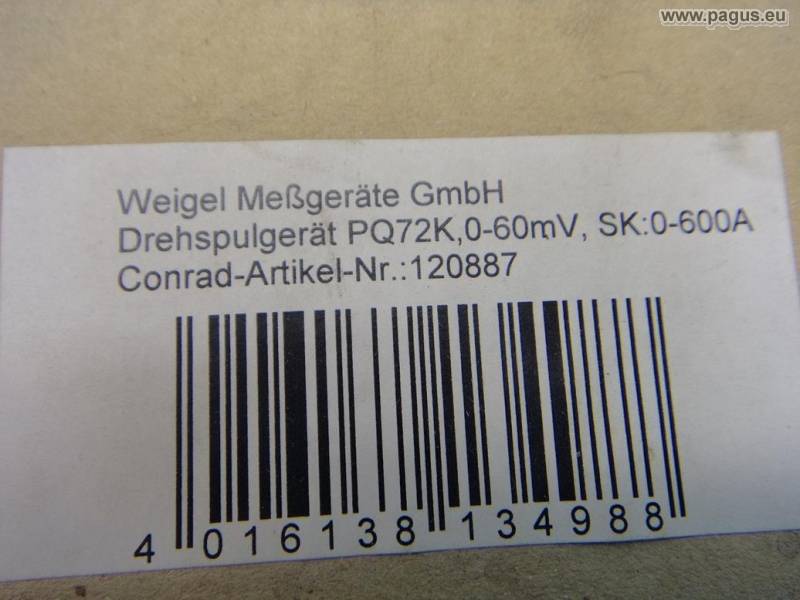 www.pagus.eu
Weigel Meßgeräte GmbH
Drehspulgerät PQ72K,0-60mV, SK:0-600A
Conrad-Artikel-Nr.:120887
4 016138 134988